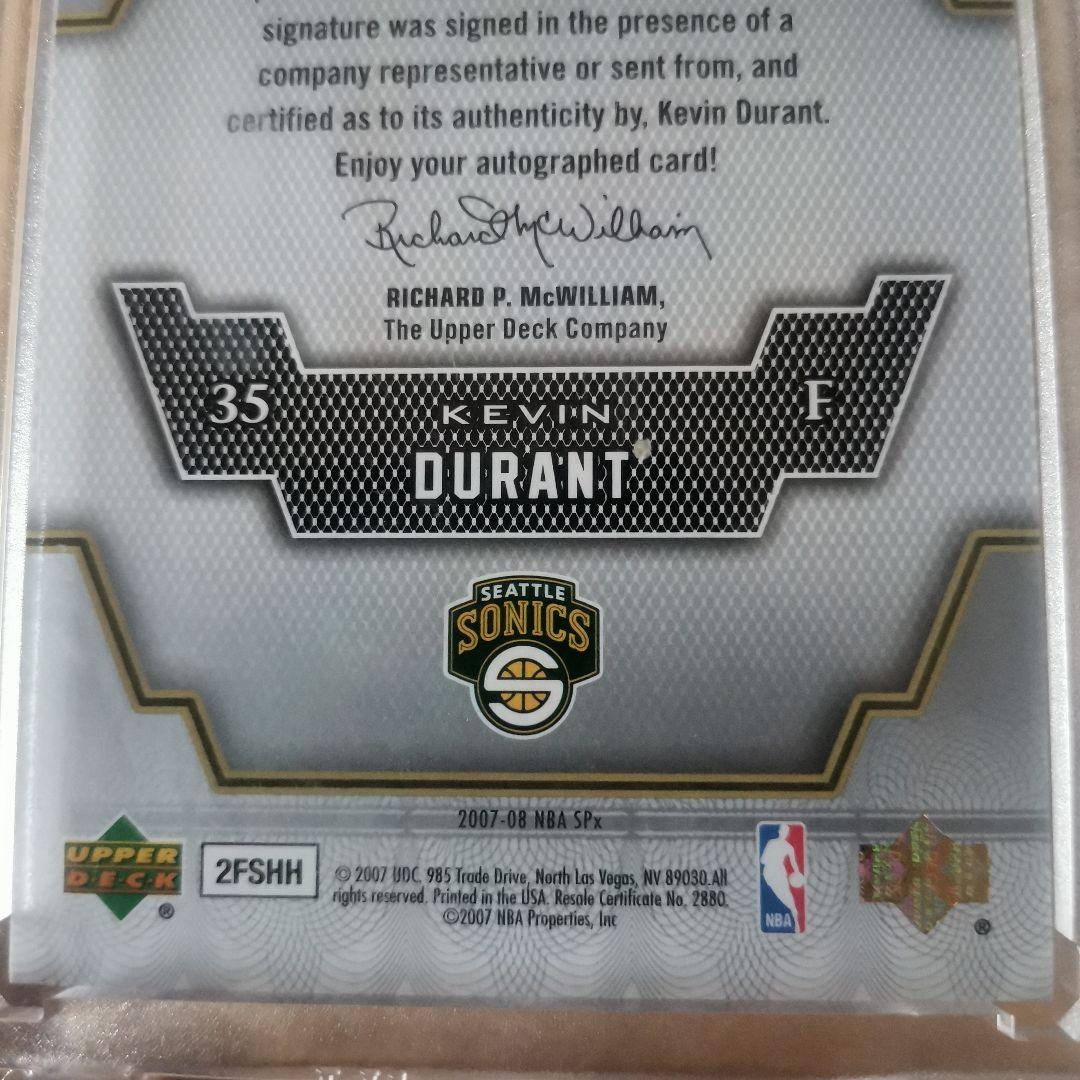 signature was signed in the presence of a
company representative or sent from, and
certified as to its authenticity by, Kevin Durant.
Enjoy your autographed card!
Richard McWilliam
RICHARD P. McWILLIAM,
The Upper Deck Company
35
KEVIN
F
DURANT
SEATTLE
SONICS
S
2007-08 NBA SPx
UPPER
DECK
®
2FSHH
© 2007 UDC, 985 Trade Drive, North Las Vegas, NV 89030. All
rights reserved. Printed in the USA. Resale Certificate No. 2880.
©2007 NBA Properties, Inc
NBA
®